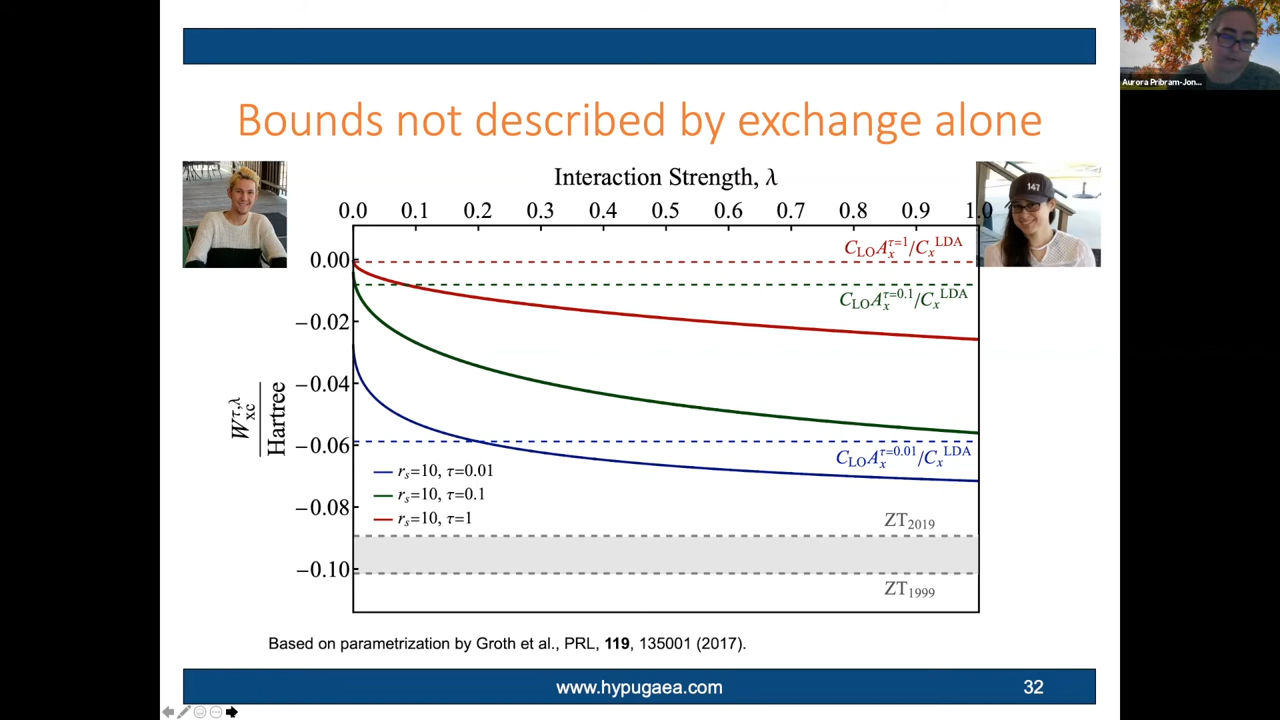 Aurora Pribram-Jon...
Bounds not described by exchange alone
147
Interaction Strength, λ
0.0 0.1 0.2 0.3 0.4 0.5 0.6 0.7 0.8 0.9 1.0
C_LO A_x^{τ=1}/C_x^{LDA}
0.00
C_LO A_x^{τ=0.1}/C_x^{LDA}
−0.02
−0.04
W_xc^{τ,λ}
Hartree
−0.06
C_LO A_x^{τ=0.01}/C_x^{LDA}
r_s=10, τ=0.01
r_s=10, τ=0.1
−0.08
r_s=10, τ=1
ZT_2019
−0.10
ZT_1999
Based on parametrization by Groth et al., PRL, 119, 135001 (2017).
www.hypugaea.com
32